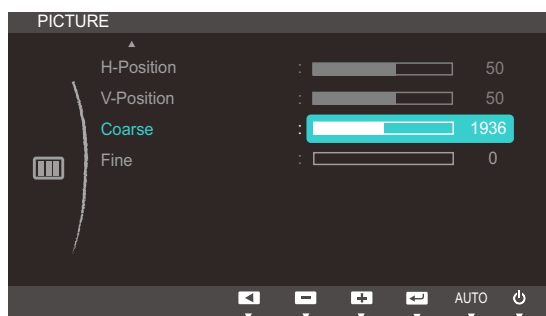 PICTURE
H-Position : 50
V-Position : 50
Coarse : 1936
Fine : 0
AUTO